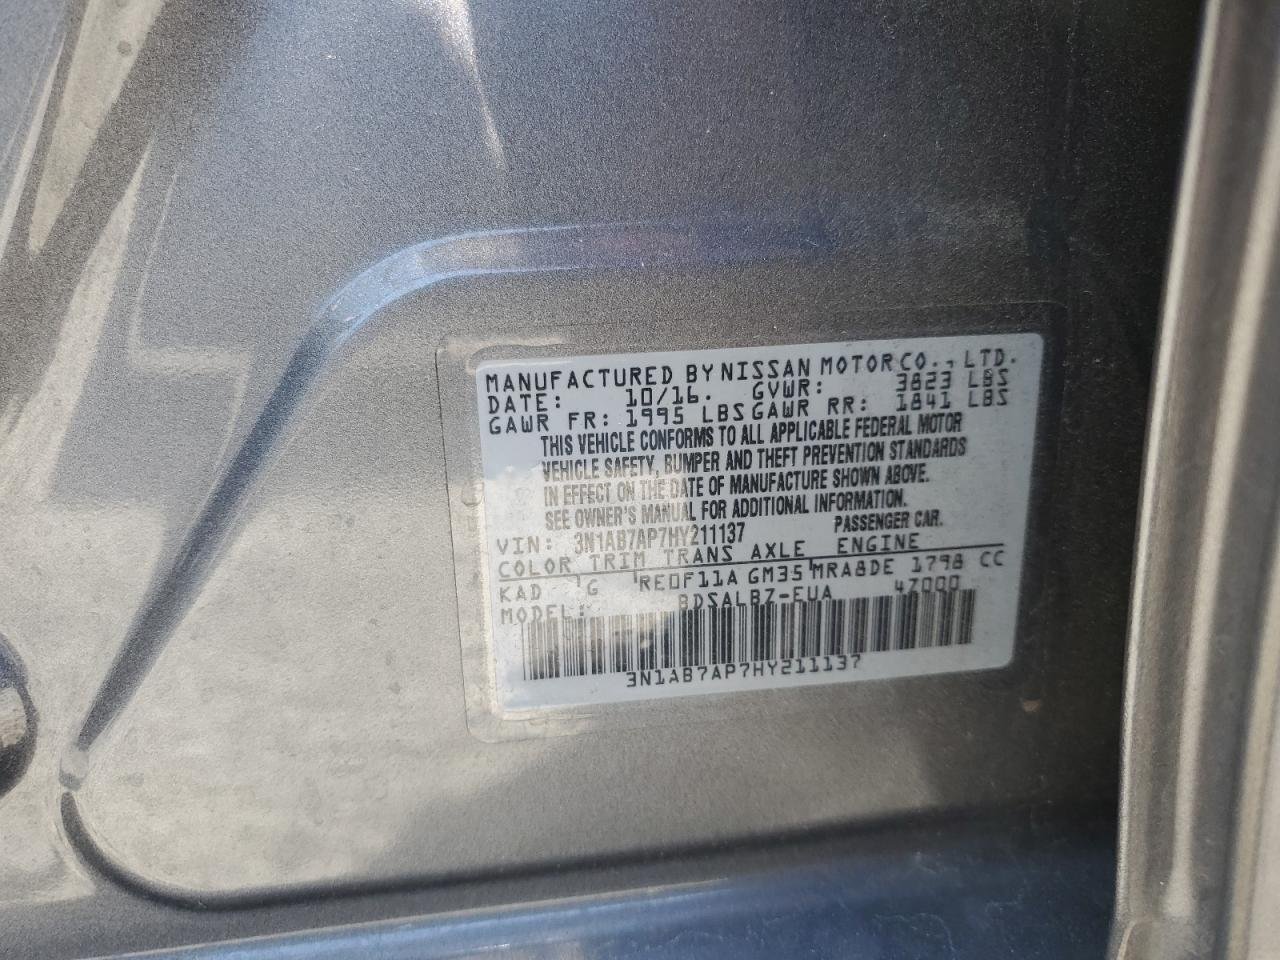 MANUFACTURED BY NISSAN MOTOR CO., LTD.
DATE: 10/16. GVWR: 3823 LBS
GAWR FR: 1995 LBS GAWR RR: 1841 LBS
THIS VEHICLE CONFORMS TO ALL APPLICABLE FEDERAL MOTOR
VEHICLE SAFETY, BUMPER AND THEFT PREVENTION STANDARDS
IN EFFECT ON THE DATE OF MANUFACTURE SHOWN ABOVE.
SEE OWNER'S MANUAL FOR ADDITIONAL INFORMATION.
VIN: 3N1AB7AP7HY211137 PASSENGER CAR.
COLOR TRIM TRANS AXLE ENGINE
KAD G RE0F11A GM35 MRA8DE 1798 CC
MODEL: BDSALBZ-EUA 47000
3N1AB7AP7HY211137